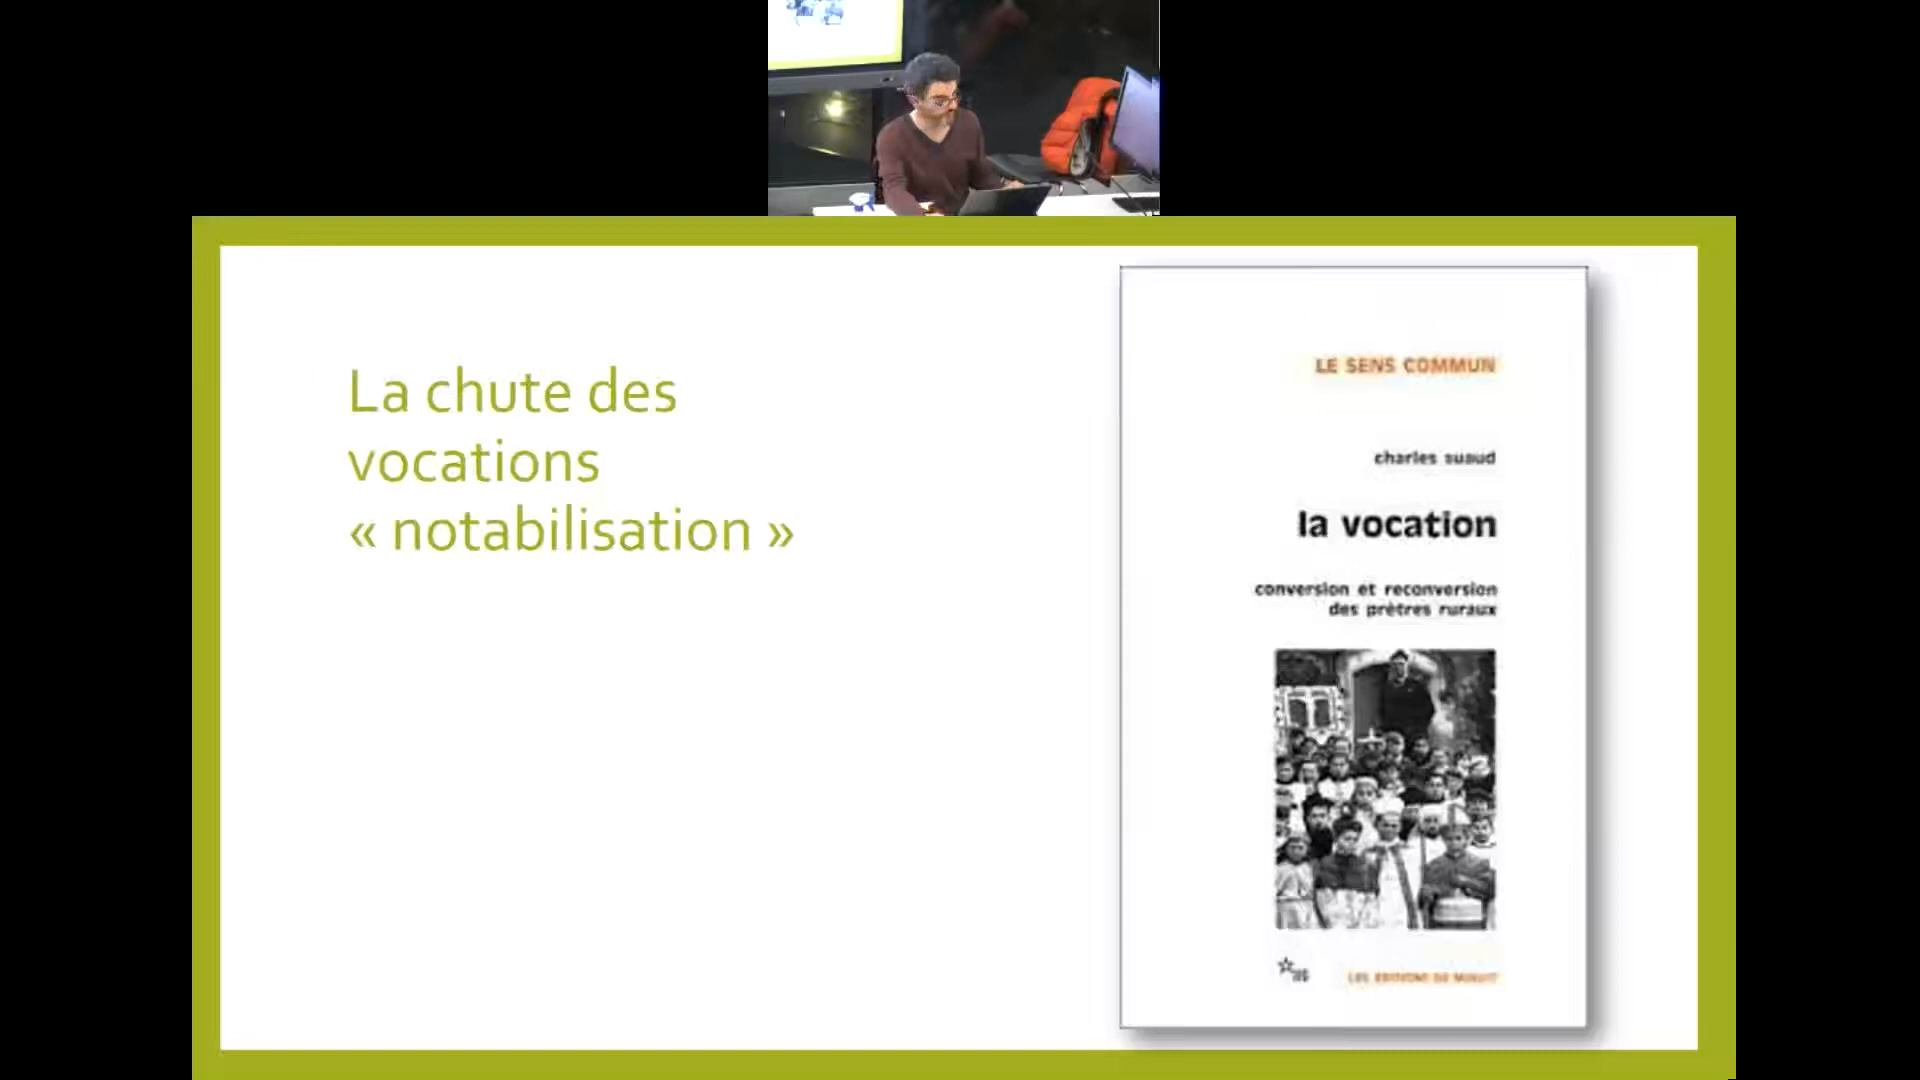 La chute des
vocations
« notabilisation »
LE SENS COMMUN
charles suaud
la vocation
conversion et reconversion
des prêtres ruraux
LES EDITIONS DE MINUIT